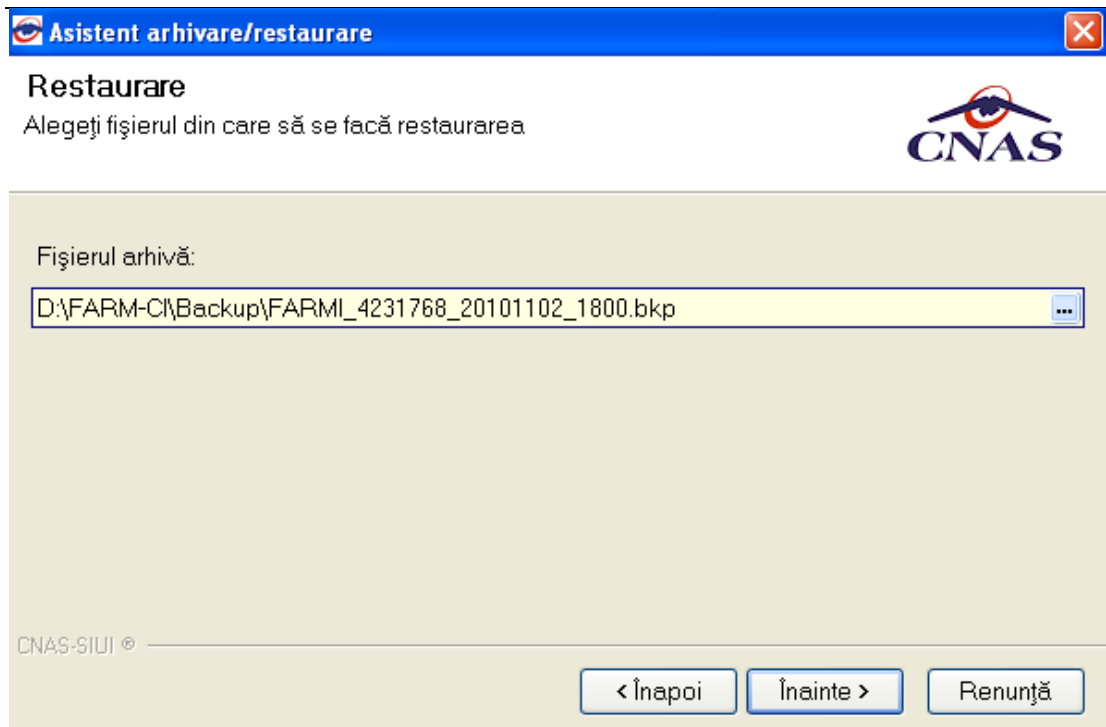 Asistent arhivare/restaurare
Restaurare
Alegeţi fişierul din care să se facă restaurarea
CNAS
Fişierul arhivă:
D:\FARM-CI\Backup\FARMI_4231768_20101102_1800.bkp
...
CNAS-SIUI ®
< Înapoi
Înainte >
Renunţă